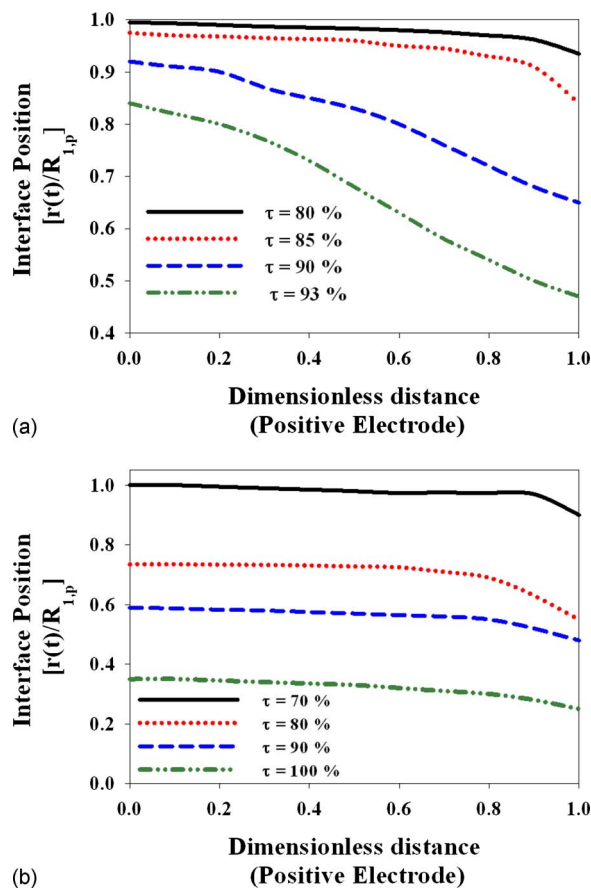 1.0
0.9
0.8
0.7
0.6
0.5
0.4
Interface Position
[r(t)/R1,p]
τ = 80 %
τ = 85 %
τ = 90 %
τ = 93 %
0.0 0.2 0.4 0.6 0.8 1.0
Dimensionless distance
(Positive Electrode)
(a)
1.0
0.8
0.6
0.4
0.2
0.0
Interface Position
[r(t)/R1,p]
τ = 70 %
τ = 80 %
τ = 90 %
τ = 100 %
0.0 0.2 0.4 0.6 0.8 1.0
Dimensionless distance
(Positive Electrode)
(b)